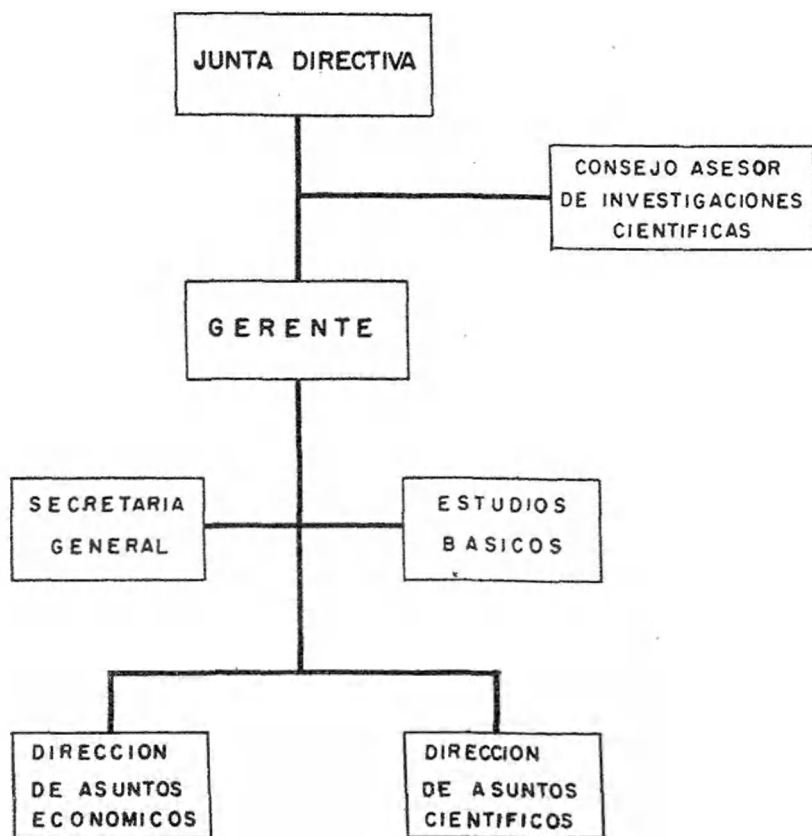 JUNTA DIRECTIVA
CONSEJO ASESOR
DE INVESTIGACIONES
CIENTIFICAS
GERENTE
SECRETARIA
GENERAL
ESTUDIOS
BASICOS
DIRECCION
DE ASUNTOS
ECONOMICOS
DIRECCION
DE ASUNTOS
CIENTIFICOS